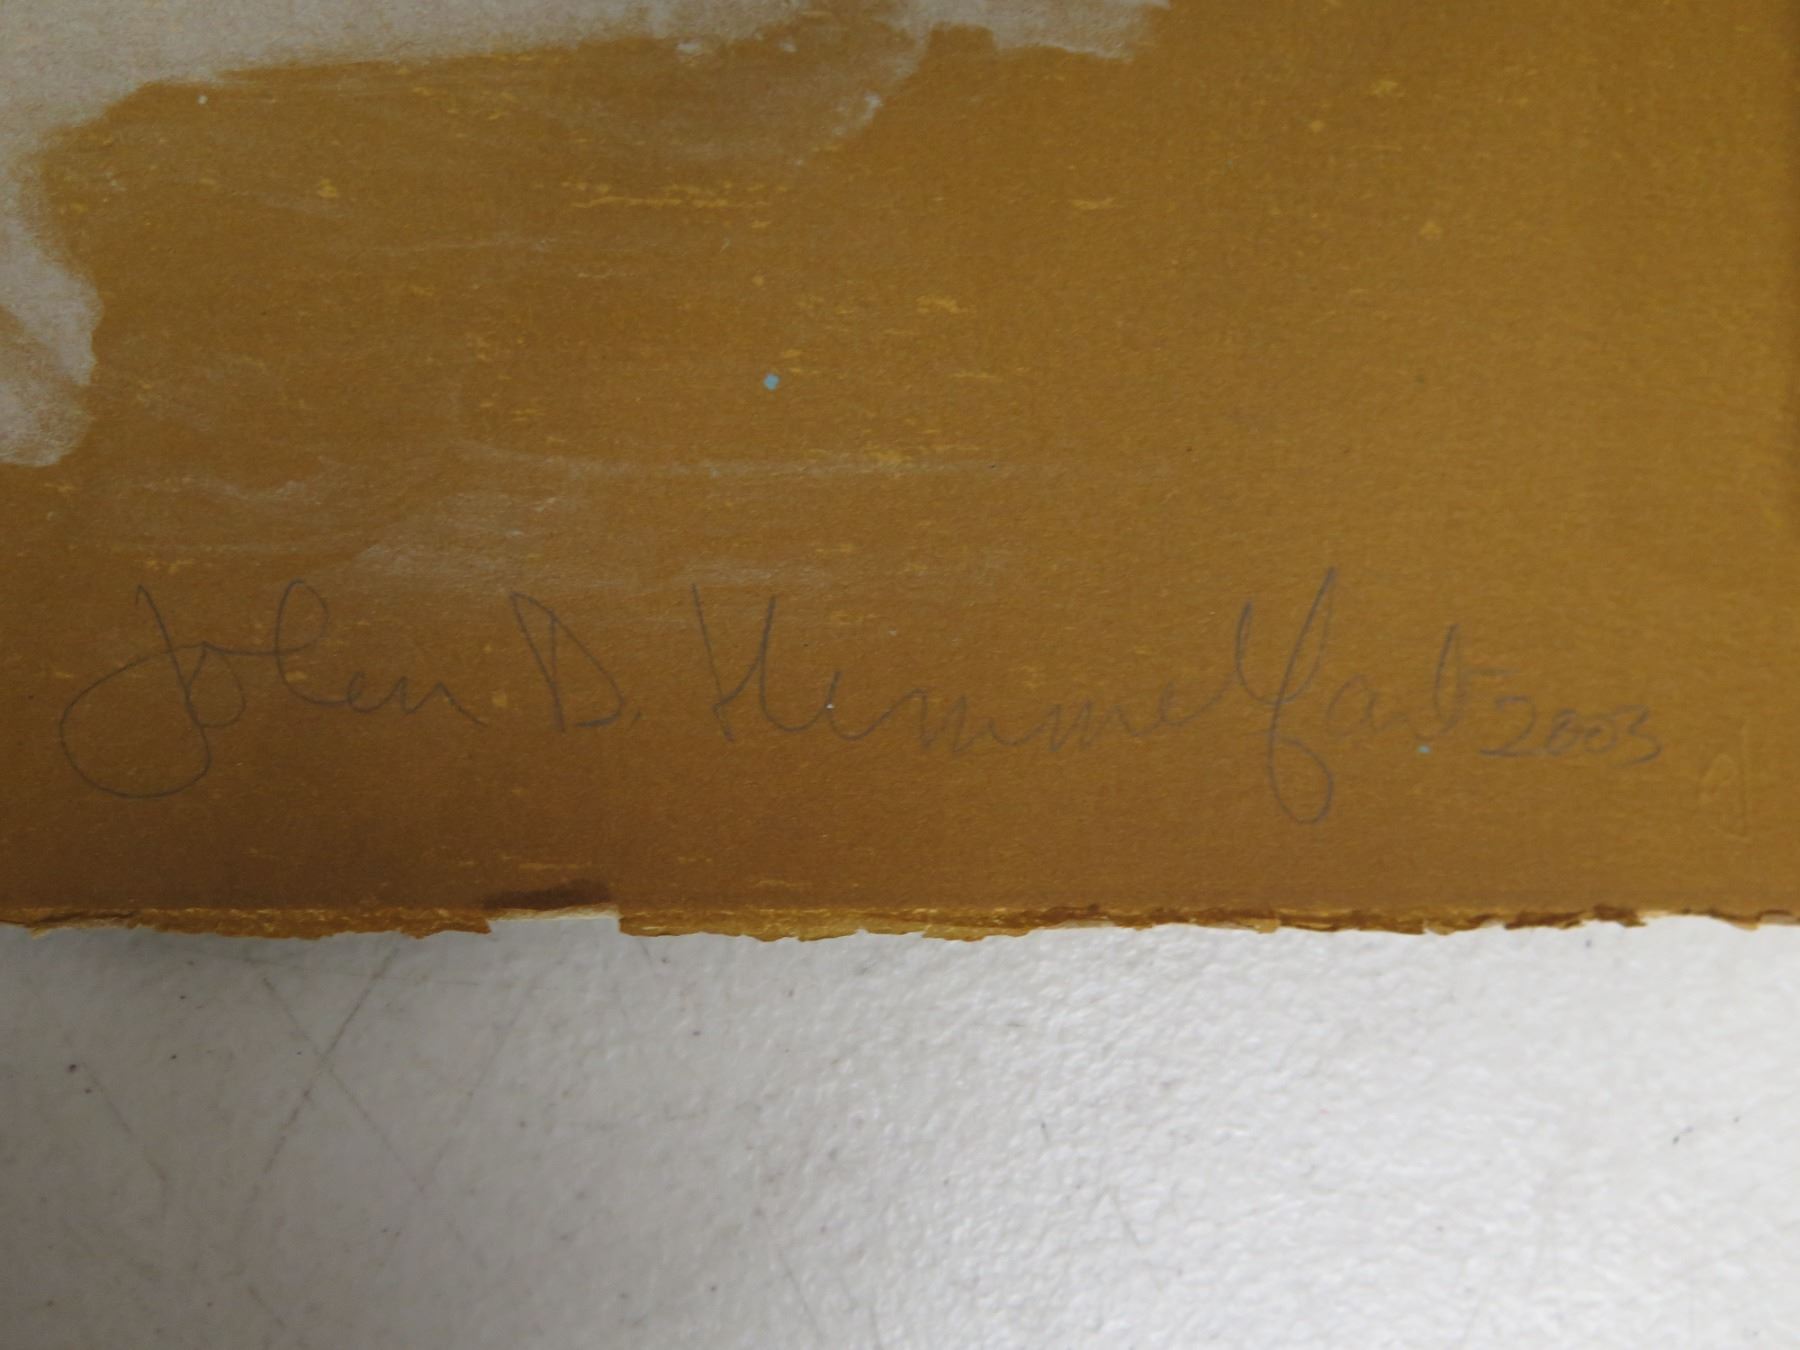 John D. Himmelfarb 2003